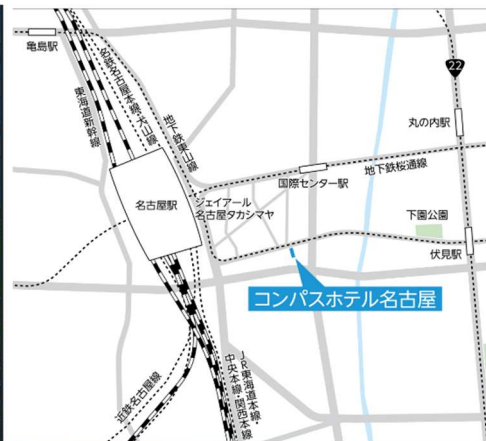 亀島駅
名鉄名古屋本線・犬山線
東海道新幹線
地下鉄東山線
22
丸の内駅
地下鉄桜通線
国際センター駅
名古屋駅
ジェイアール
名古屋タカシマヤ
下園公園
伏見駅
コンパスホテル名古屋
近鉄名古屋線
JR東海道本線・
中央本線・関西本線